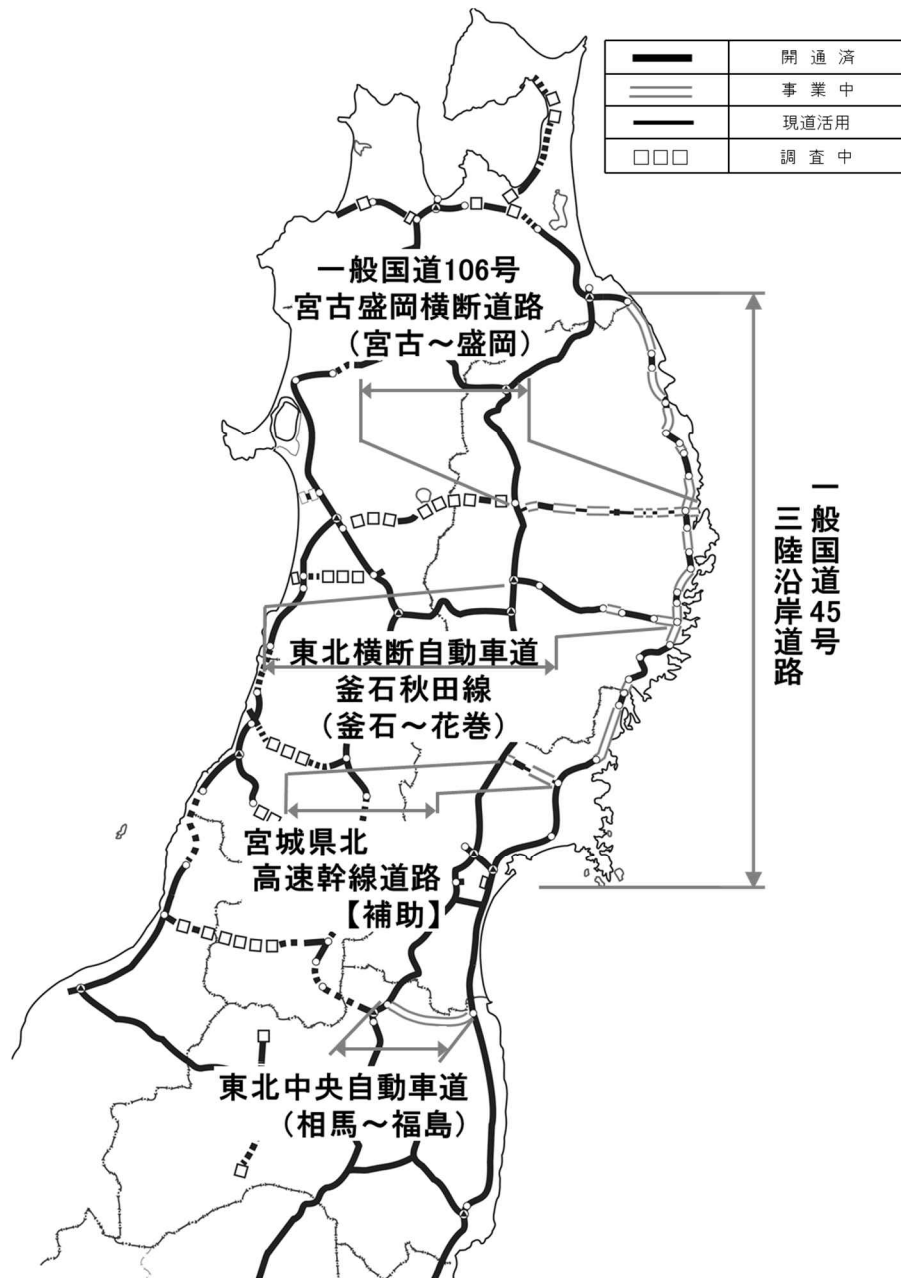 開通済
事業中
現道活用
調査中
一般国道106号
宮古盛岡横断道路
(宮古～盛岡)
一般国道45号
三陸沿岸道路
東北横断自動車道
釜石秋田線
(釜石～花巻)
宮城県北
高速幹線道路
【補助】
東北中央自動車道
(相馬～福島)